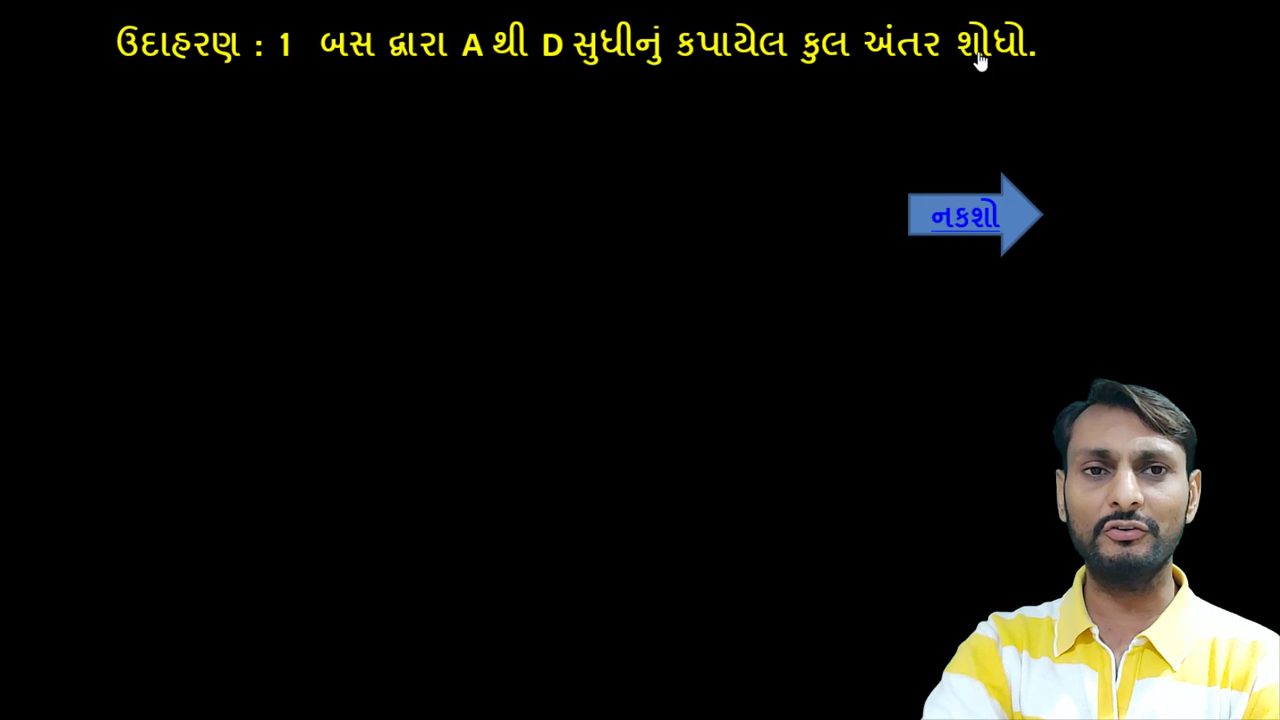 ઉદાહરણ : 1 બસ દ્વારા A થી D સુધીનું કપાયેલ કુલ અંતર શોધો.
નકશો